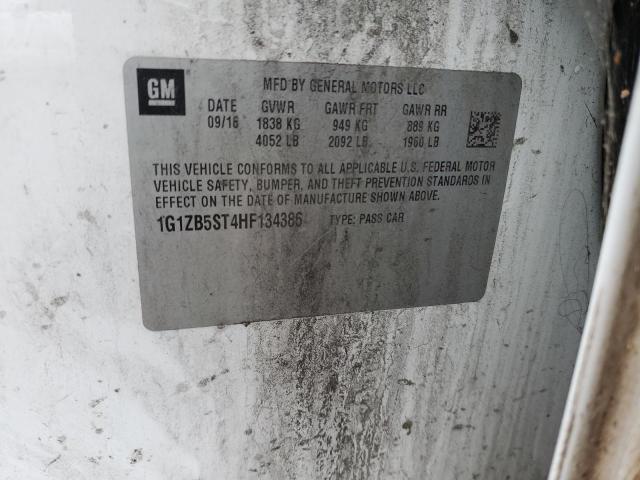 GM
MFD BY GENERAL MOTORS LLC
DATE GVWR GAWR FRT GAWR RR
09/16 1838 KG 949 KG 889 KG
4052 LB 2092 LB 1960 LB
THIS VEHICLE CONFORMS TO ALL APPLICABLE U.S. FEDERAL MOTOR
VEHICLE SAFETY, BUMPER, AND THEFT PREVENTION STANDARDS IN
EFFECT ON THE DATE OF MANUFACTURE SHOWN ABOVE.
1G1ZB5ST4HF134386 TYPE: PASS CAR